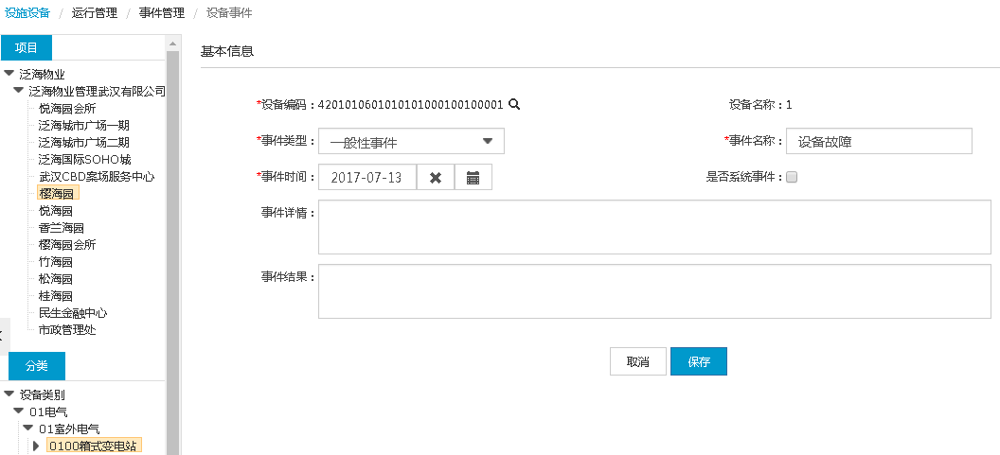 设施设备 / 运行管理 / 事件管理 / 设备事件
项目
泛海物业
泛海物业管理武汉有限公司
悦海园会所
泛海城市广场一期
泛海城市广场二期
泛海国际SOHO城
武汉CBD案场服务中心
樱海园
悦海园
香兰海园
樱海园会所
竹海园
松海园
桂海园
民生金融中心
市政管理处
分类
设备类别
01电气
01室外电气
0100箱式变电站
基本信息
*设备编码：4201010601010101000100100001 设备名称：1
*事件类型： 一般性事件 *事件名称： 设备故障
*事件时间： 2017-07-13 是否系统事件：
事件详情：
事件结果：
取消 保存